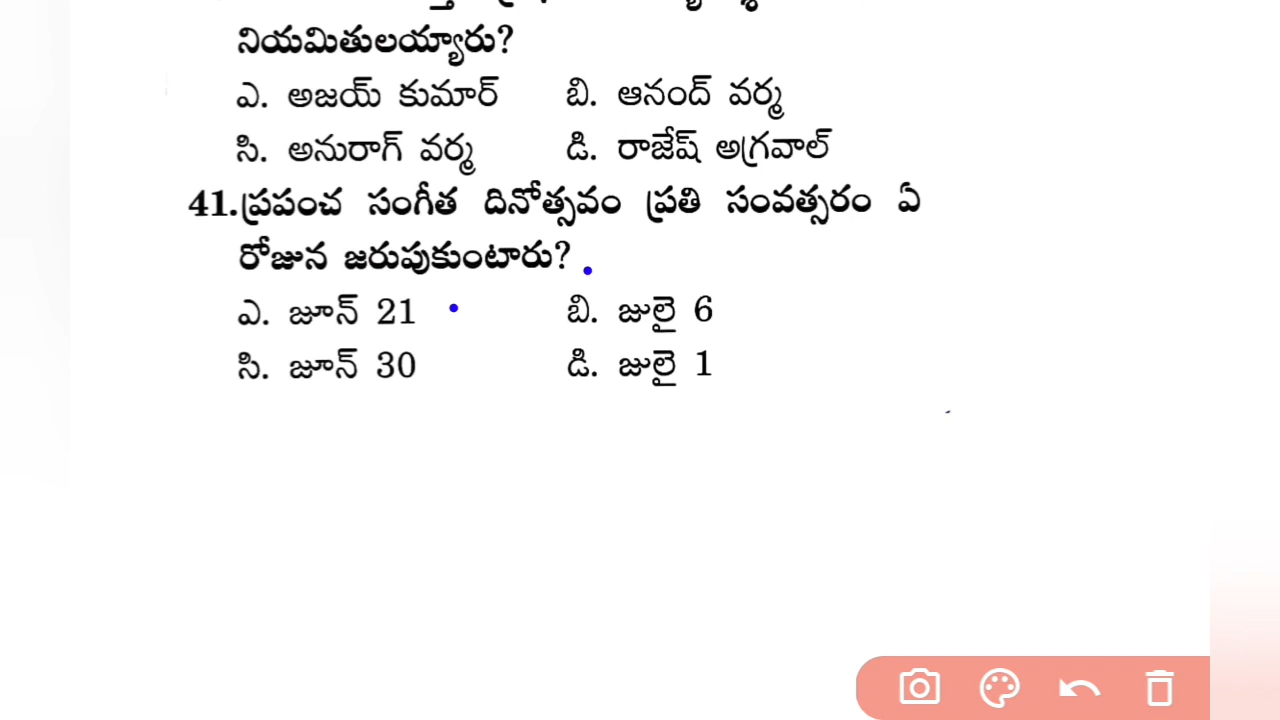 నియమితులయ్యారు?
ఎ. అజయ్ కుమార్ బి. ఆనంద్ వర్మ
సి. అనురాగ్ వర్మ డి. రాజేష్ అగ్రవాల్
41.ప్రపంచ సంగీత దినోత్సవం ప్రతి సంవత్సరం ఏ
రోజున జరుపుకుంటారు?
ఎ. జూన్ 21 బి. జులై 6
సి. జూన్ 30 డి. జులై 1